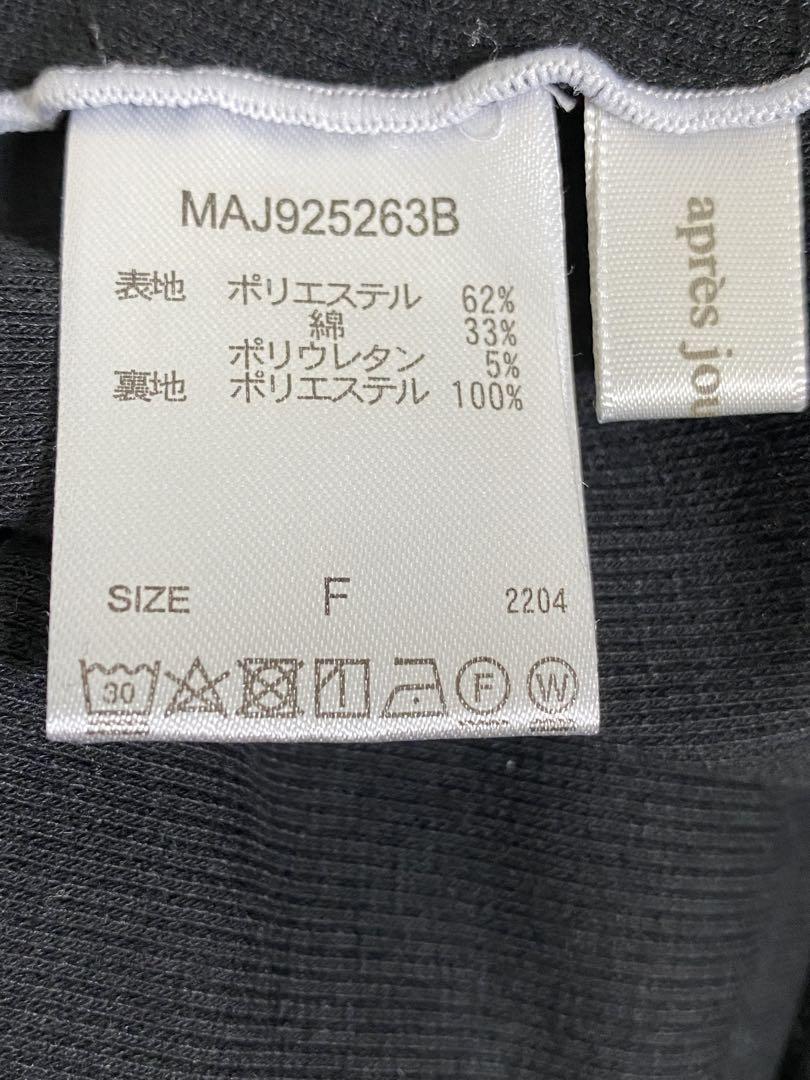 MAJ925263B
表地 ポリエステル 62%
綿 33%
ポリウレタン 5%
裏地 ポリエステル 100%
SIZE F 2204
30 F W
après jou